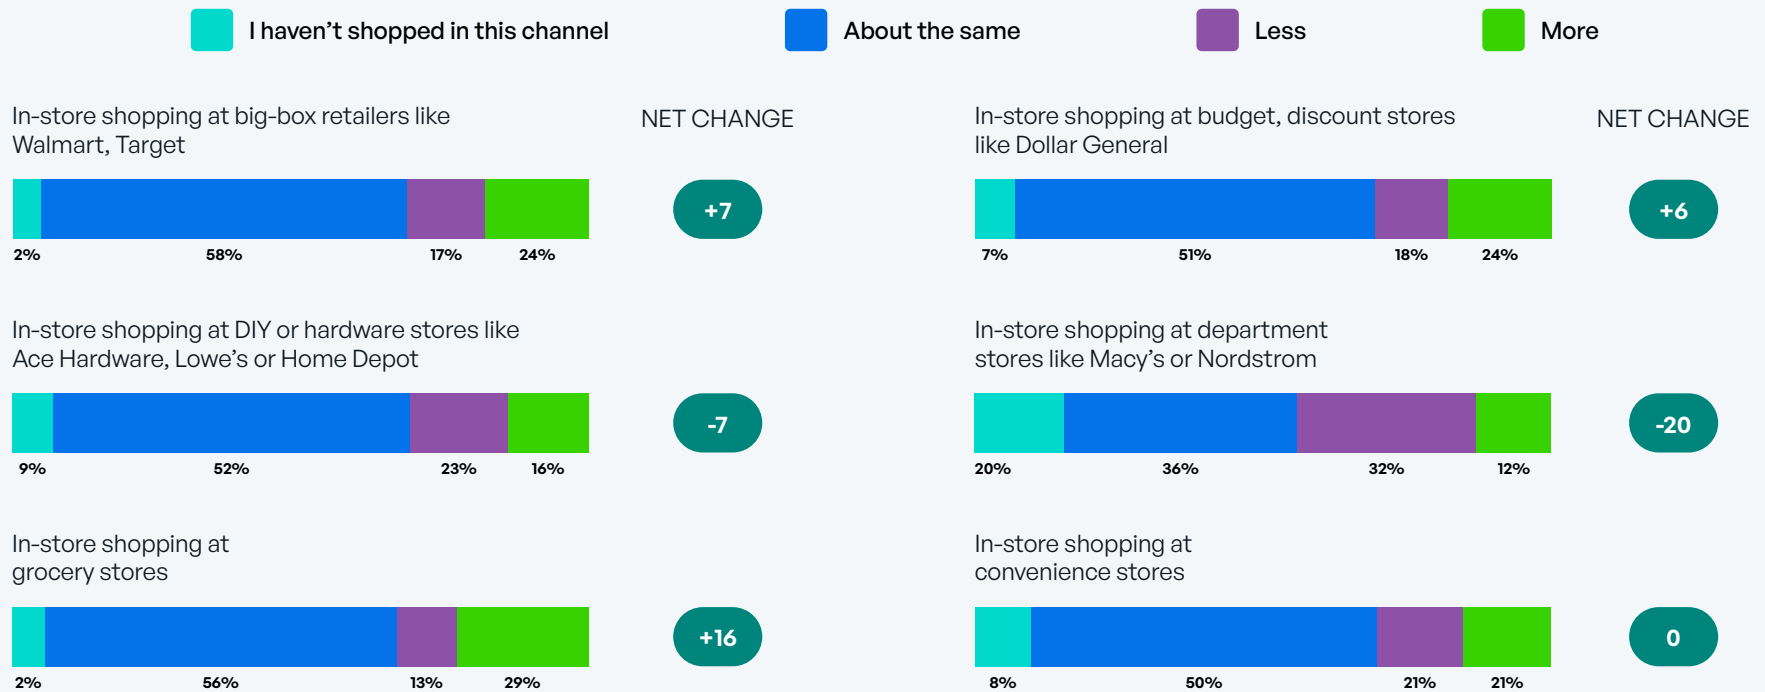 I haven’t shopped in this channel
About the same
Less
More
In-store shopping at big-box retailers like
Walmart, Target
NET CHANGE
2%
58%
17%
24%
+7
In-store shopping at budget, discount stores
like Dollar General
NET CHANGE
7%
51%
18%
24%
+6
In-store shopping at DIY or hardware stores like
Ace Hardware, Lowe’s or Home Depot
9%
52%
23%
16%
-7
In-store shopping at department
stores like Macy’s or Nordstrom
20%
36%
32%
12%
-20
In-store shopping at
grocery stores
2%
56%
13%
29%
+16
In-store shopping at
convenience stores
8%
50%
21%
21%
0